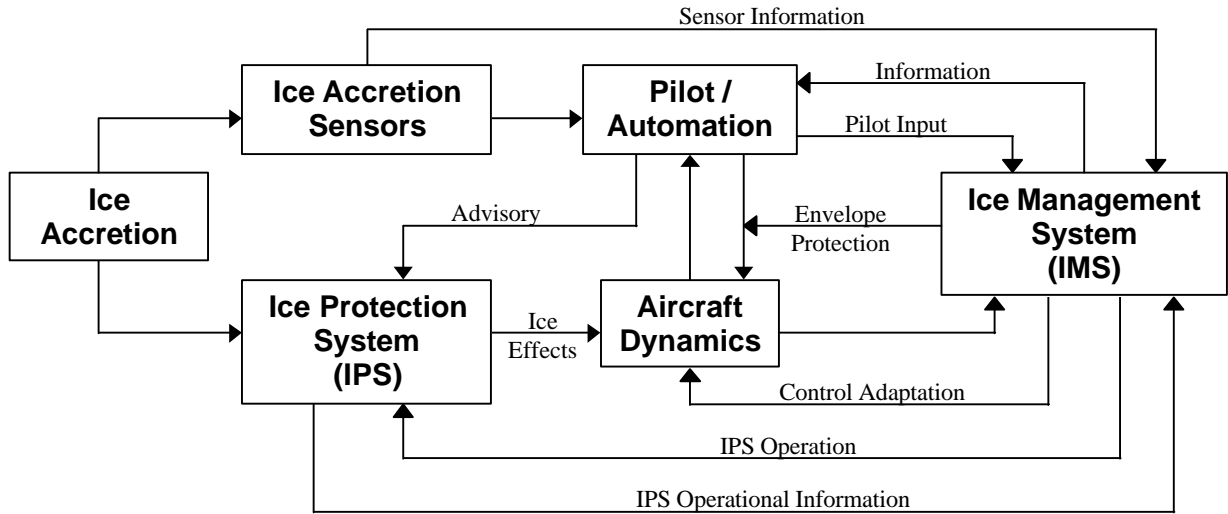 Sensor Information
Ice Accretion
Sensors
Pilot /
Automation
Information
Pilot Input
Ice
Accretion
Advisory
Envelope
Protection
Ice Management
System
(IMS)
Ice Protection
System
(IPS)
Ice
Effects
Aircraft
Dynamics
Control Adaptation
IPS Operation
IPS Operational Information